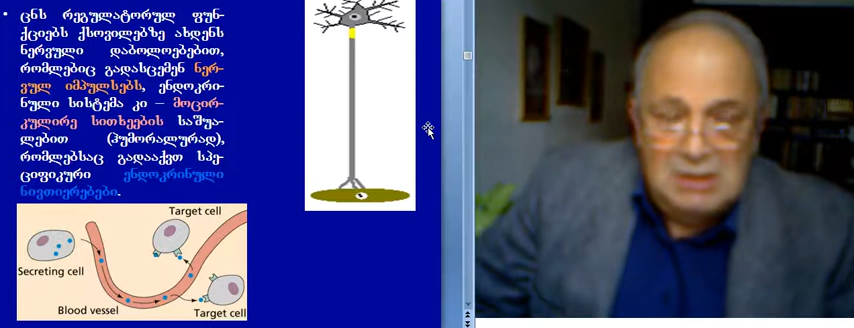 • ცნს რეგულატორულ ფუნ-
ქციებს ქსოვილებზე ახდენს
ნერვული დაბოლოებებით,
რომლებიც გადასცემენ ნერ-
ვულ იმპულსებს, ენდოკრი-
ნული სისტემა კი – მოცირ-
კულირე სითხეების საშუა-
ლებით (ჰუმორალურად),
რომლებსაც გადააქვთ სპე-
ციფიკური ენდოკრინული
ნივთიერებები.
Target cell
Secreting cell
Blood vessel
Target cell